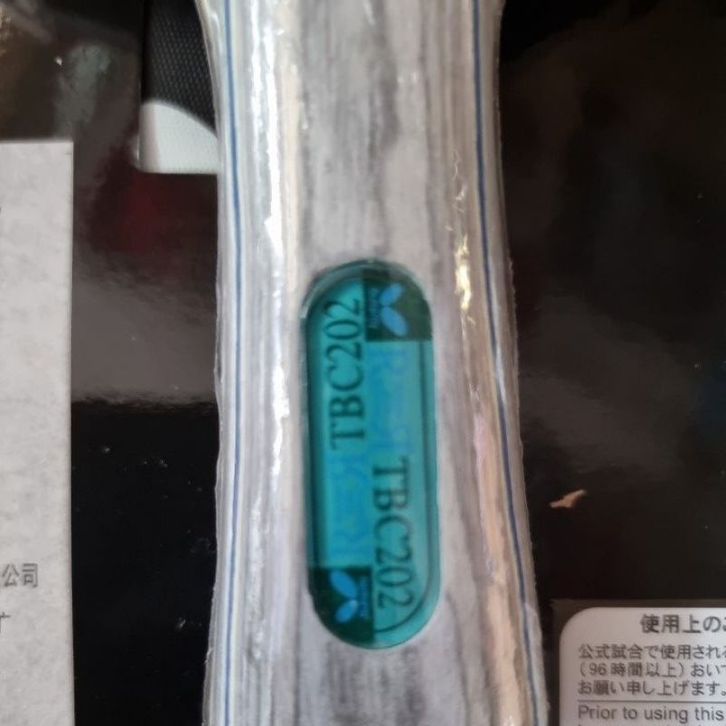 TBC202
TBC202
公司
使用上の
公式試合で使用され
(96時間以上)おい
お願い申し上げます
Prior to using this